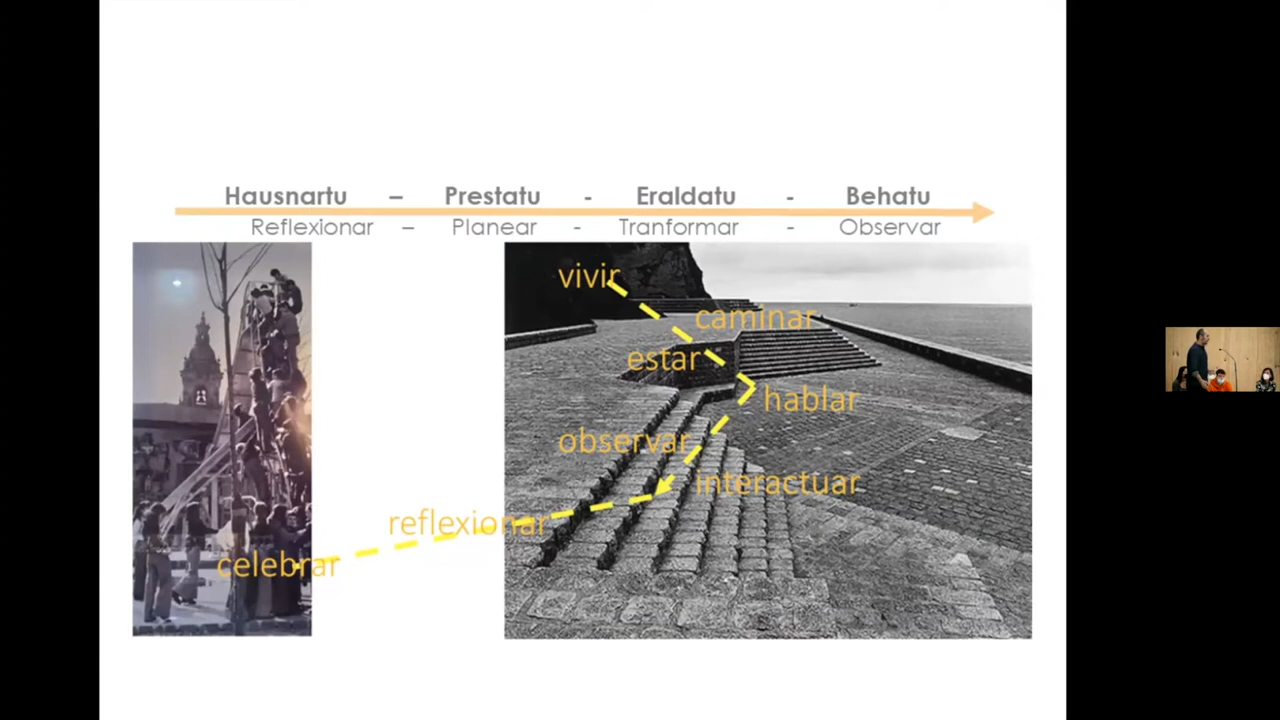 Hausnartu – Prestatu - Eraldatu - Behatu
Reflexionar – Planear - Tranformar - Observar
vivir
caminar
estar
hablar
observar
interactuar
reflexionar
celebrar